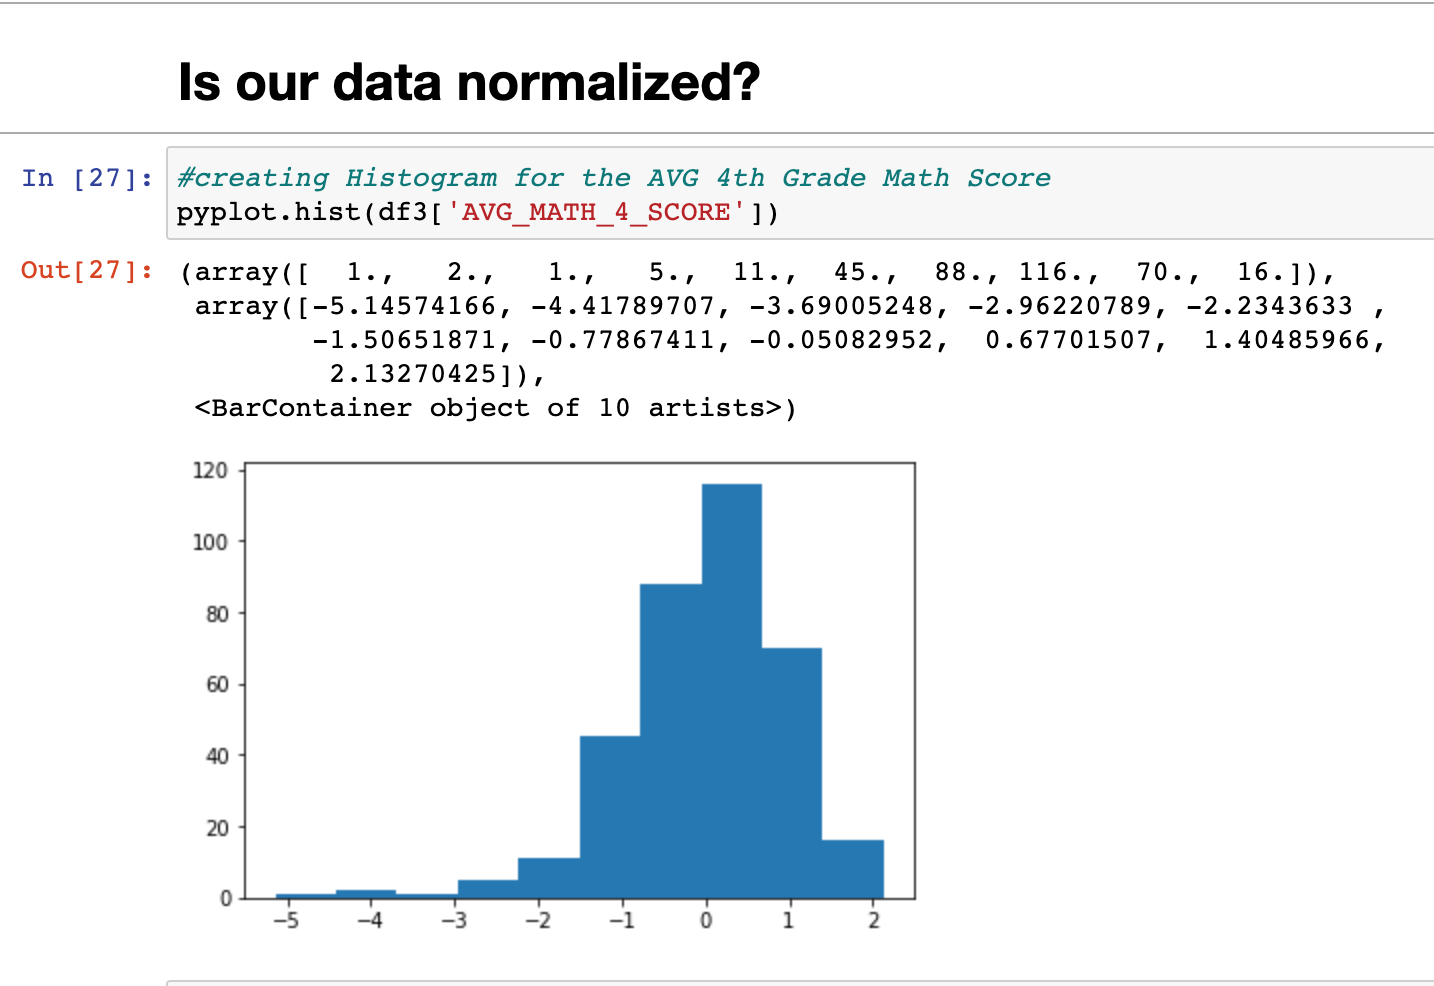 Is our data normalized?
In [27]:
#creating Histogram for the AVG 4th Grade Math Score
pyplot.hist(df3['AVG_MATH_4_SCORE'])
Out[27]:
(array([  1.,   2.,   1.,   5.,  11.,  45.,  88., 116.,  70.,  16.]),
array([-5.14574166, -4.41789707, -3.69005248, -2.96220789, -2.2343633 ,
-1.50651871, -0.77867411, -0.05082952,  0.67701507,  1.40485966,
2.13270425]),
<BarContainer object of 10 artists>)
120
100
80
60
40
20
0
−5 −4 −3 −2 −1 0 1 2